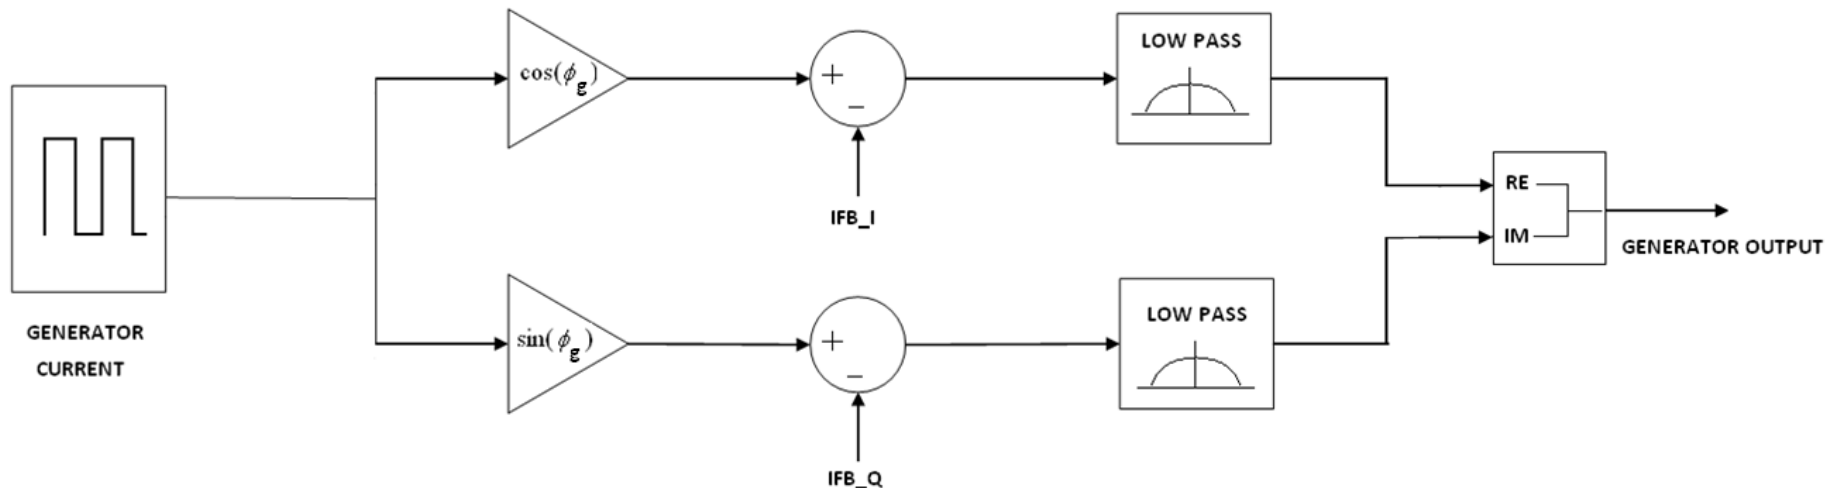 LOW PASS
cos(ϕg)
+
−
IFB_I
RE
IM
GENERATOR OUTPUT
GENERATOR
CURRENT
sin(ϕg)
+
−
LOW PASS
IFB_Q